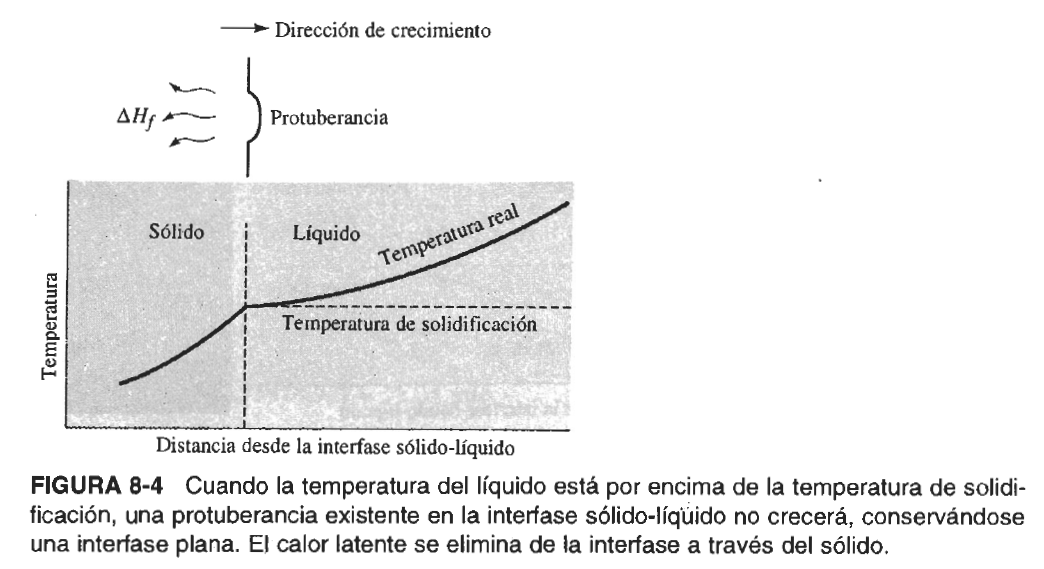 Dirección de crecimiento
ΔHf
Protuberancia
Sólido
Líquido
Temperatura real
Temperatura de solidificación
Temperatura
Distancia desde la interfase sólido-líquido
FIGURA 8-4 Cuando la temperatura del líquido está por encima de la temperatura de solidi-
ficación, una protuberancia existente en la interfase sólido-líquido no crecerá, conservándose
una interfase plana. El calor latente se elimina de la interfase a través del sólido.